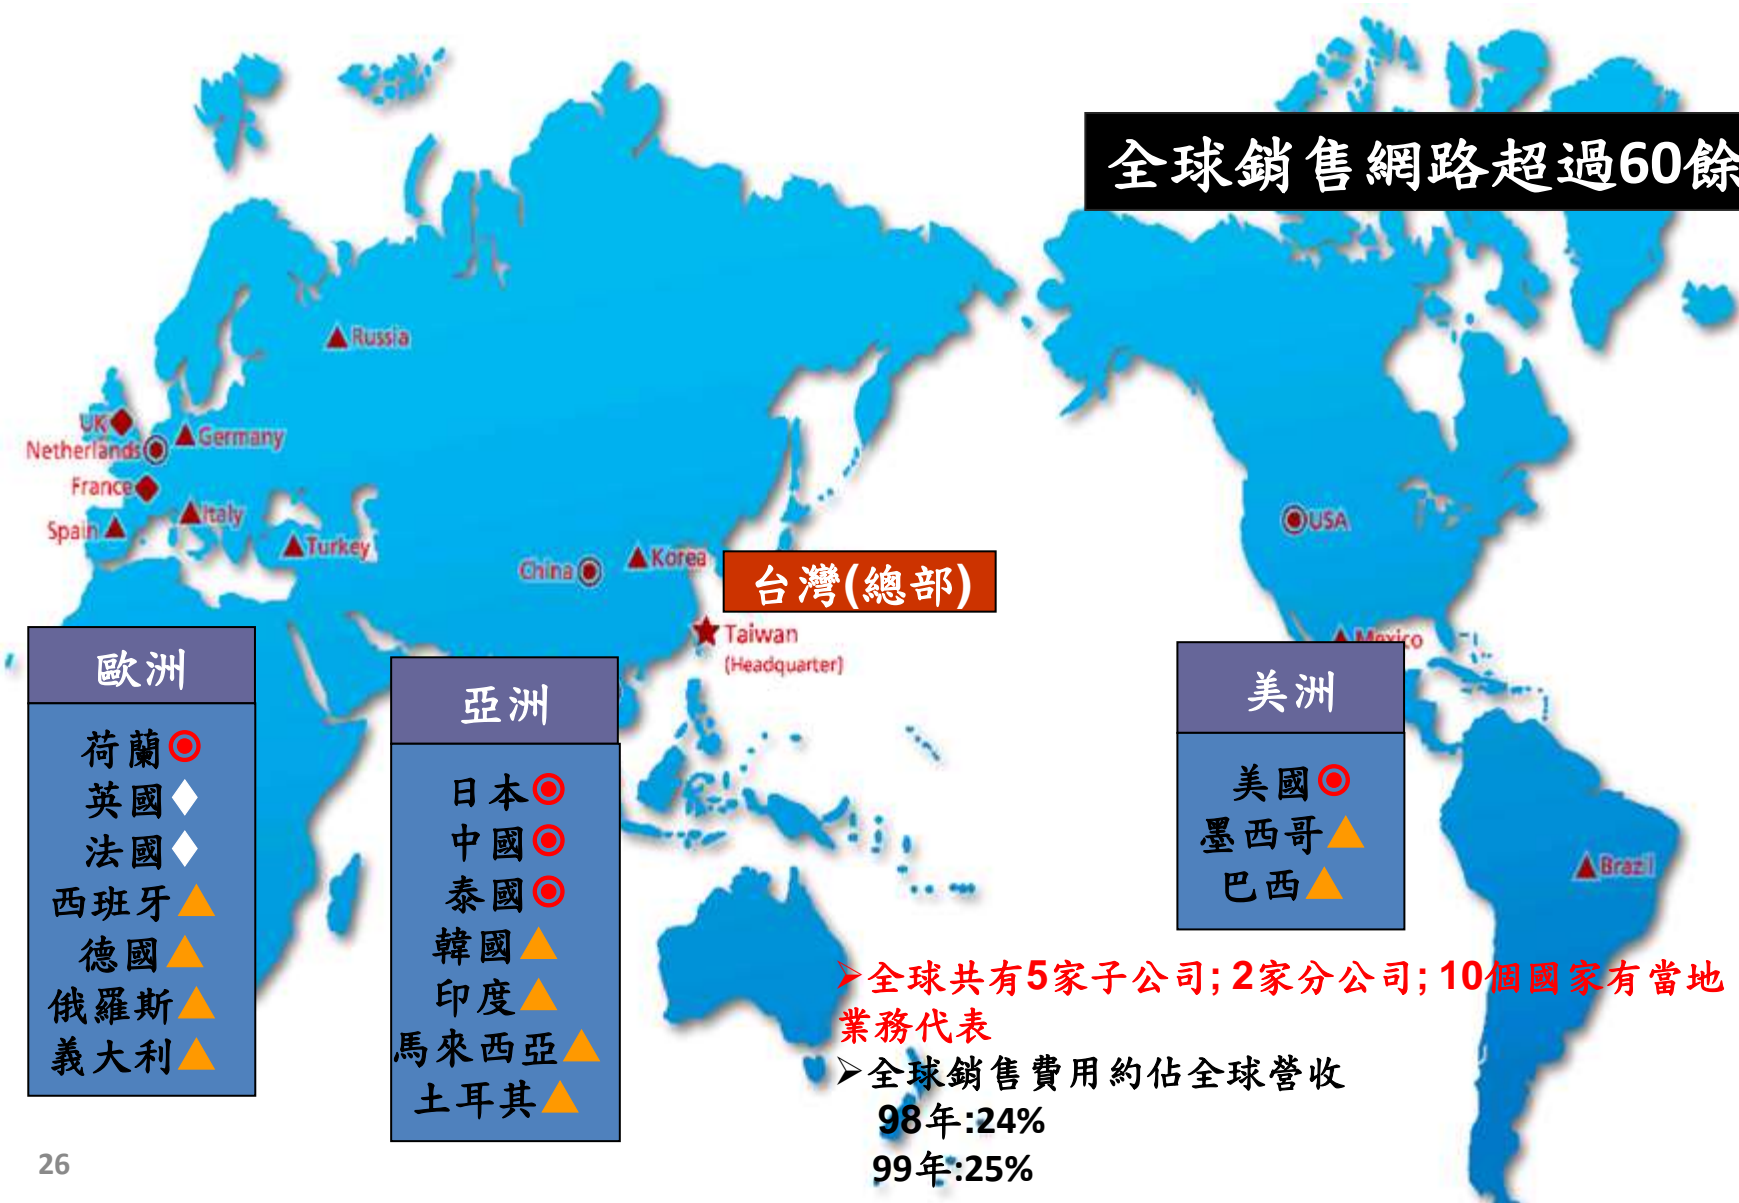 全球銷售網路超過60餘
Russia
UK
Netherlands
Germany
France
Italy
Spain
Turkey
China
Korea
USA
台灣(總部)
Taiwan
(Headquarter)
Mexico
Brazil
歐洲
荷蘭
英國
法國
西班牙
德國
俄羅斯
義大利
亞洲
日本
中國
泰國
韓國
印度
馬來西亞
土耳其
美洲
美國
墨西哥
巴西
➢全球共有5家子公司; 2家分公司; 10個國家有當地
業務代表
➢全球銷售費用約佔全球營收
98年:24%
99年:25%
26